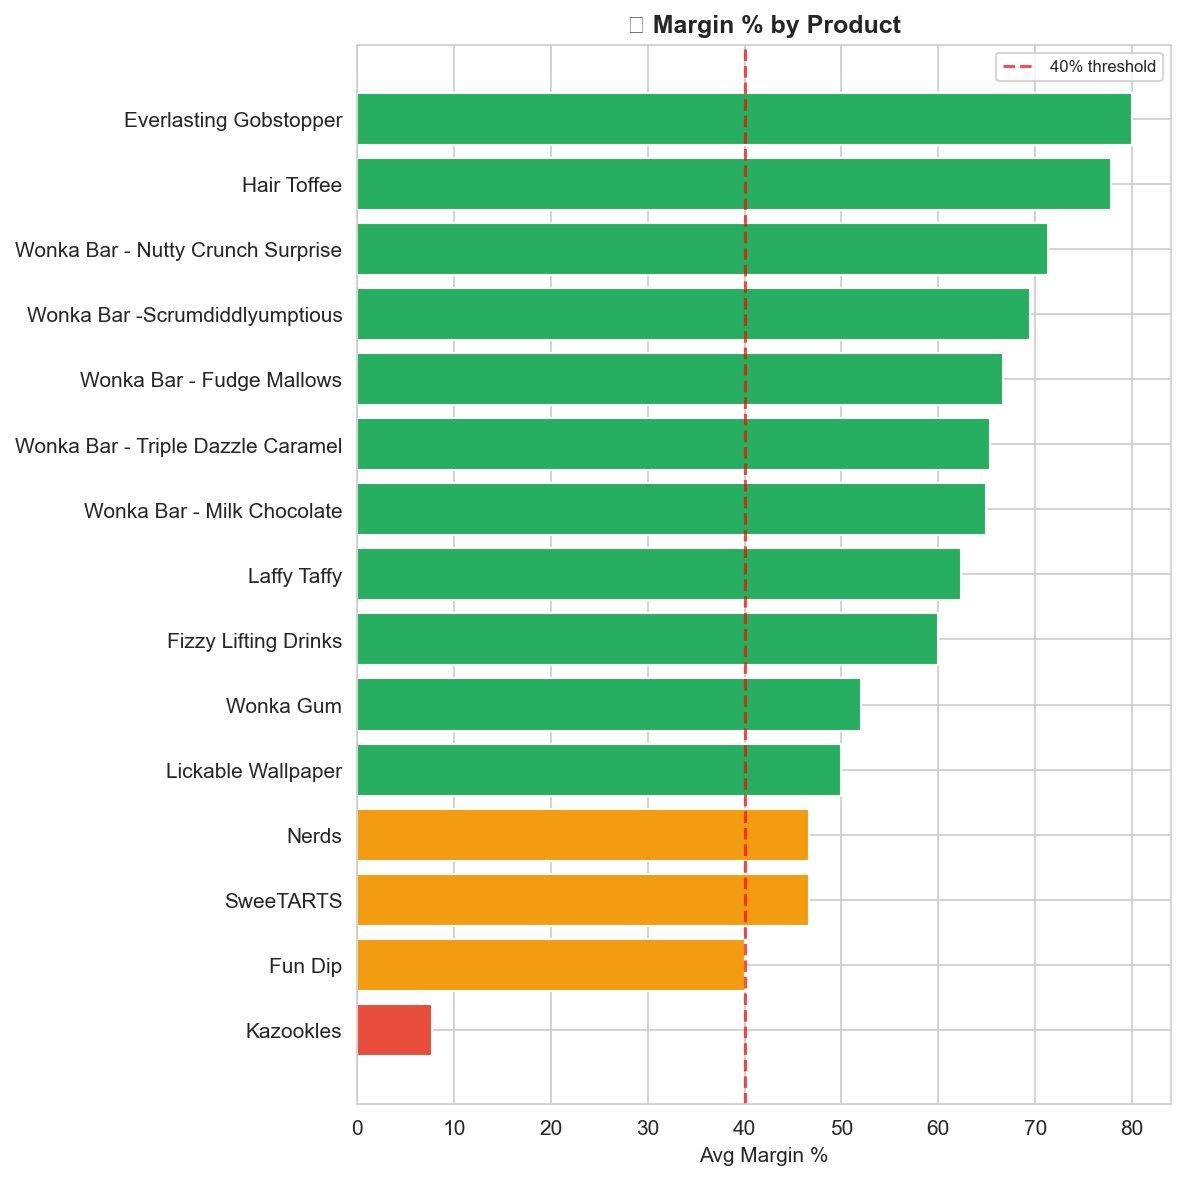 Margin % by Product
40% threshold
Everlasting Gobstopper
Hair Toffee
Wonka Bar - Nutty Crunch Surprise
Wonka Bar -Scrumdiddlyumptious
Wonka Bar - Fudge Mallows
Wonka Bar - Triple Dazzle Caramel
Wonka Bar - Milk Chocolate
Laffy Taffy
Fizzy Lifting Drinks
Wonka Gum
Lickable Wallpaper
Nerds
SweeTARTS
Fun Dip
Kazookles
0 10 20 30 40 50 60 70 80
Avg Margin %